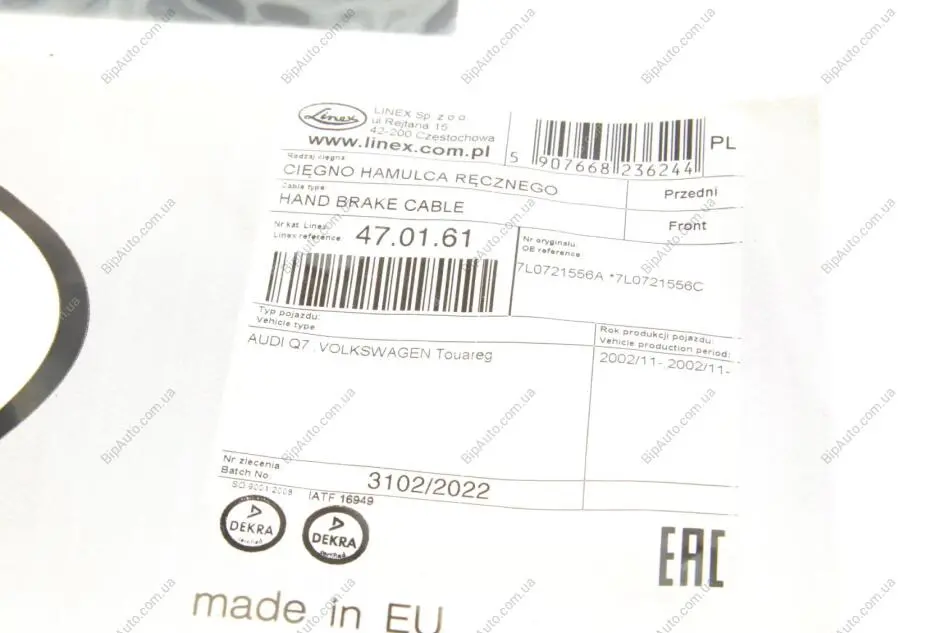 Linex
LINEX Sp. z o o
ul Rejtana 16
42-200 Częstochowa
www.linex.com.pl
5 907668 236244
PL
Rodzaj cięgna
CIĘGNO HAMULCA RĘCZNEGO
Przedni
Cable type
HAND BRAKE CABLE
Front
Nr kat. Linex
Linex reference:
47.01.61
Nr oryginału
OE reference
7L0721556A *7L0721556C
Typ pojazdu:
Vehicle type
Rok produkcji pojazdu:
Vehicle production period:
AUDI Q7 . VOLKSWAGEN Touareg
2002/11-. 2002/11-
Nr zlecenia
Batch No
3102/2022
ISO 9001:2008
IATF 16949
DEKRA
certified
DEKRA
certified
EAC
made in EU
BipAuto.com.ua